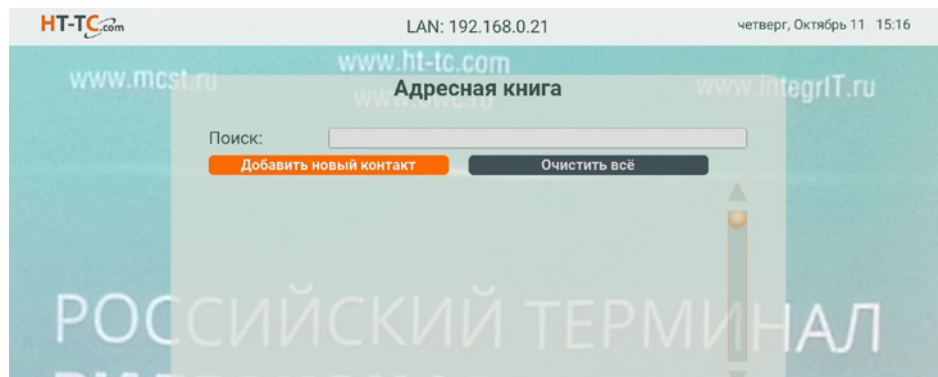 HT-TC.com LAN: 192.168.0.21 четверг, Октябрь 11 15:16
www.mcst.ru www.ht-tc.com www.integrIT.ru
Адресная книга
Поиск:
Добавить новый контакт Очистить всё
РОССИЙСКИЙ ТЕРМИНАЛ